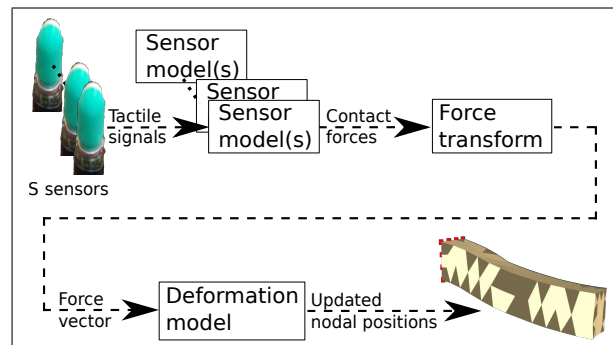 Sensor
model(s)
Sensor
Sensor
model(s)
Tactile
signals
Contact
forces
Force
transform
S sensors
Force
vector
Deformation
model
Updated
nodal positions